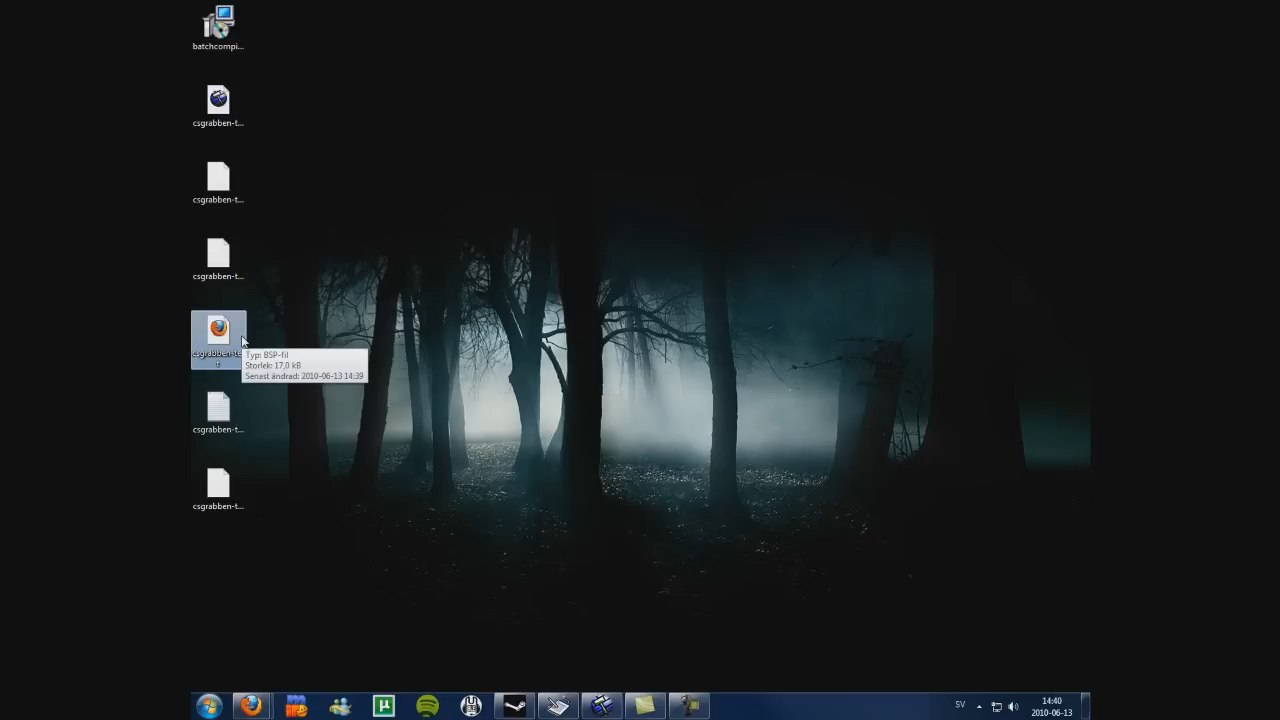 batchcompi...
csgrabben-t...
csgrabben-t...
csgrabben-t...
csgrabben-te
t
Typ: BSP-fil
Storlek: 17,0 kB
Senast ändrad: 2010-06-13 14:39
csgrabben-t...
csgrabben-t...
SV
14:40
2010-06-13